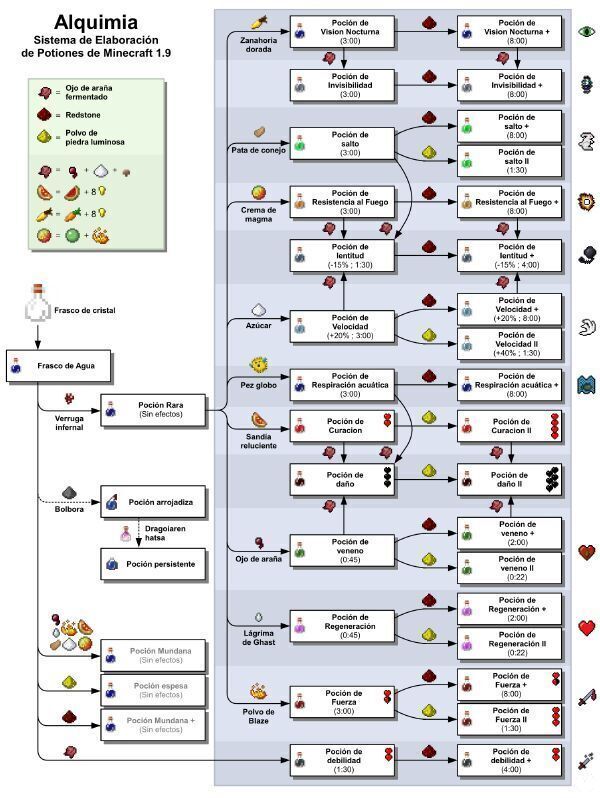 Alquimia
Sistema de Elaboración
de Potiones de Minecraft 1.9
= Ojo de araña
fermentado
= Redstone
= Polvo de
piedra luminosa
= + +
= + 8
= + 8
= +
Frasco de cristal
Frasco de Agua
Verruga
infernal
Poción Rara
(Sin efectos)
Bolbora
Poción arrojadiza
Dragoiaren
hatsa
Poción persistente
Poción Mundana
(Sin efectos)
Poción espesa
(Sin efectos)
Poción Mundana +
(Sin efectos)
Zanahoria
dorada
Poción de
Vision Nocturna
(3:00)
Poción de
Vision Nocturna +
(8:00)
Poción de
Invisibilidad
(3:00)
Poción de
Invisibilidad +
(8:00)
Pata de conejo
Poción de
salto
(3:00)
Poción de
salto +
(8:00)
Poción de
salto II
(1:30)
Crema de
magma
Poción de
Resistencia al Fuego
(3:00)
Poción de
Resistencia al Fuego +
(8:00)
Poción de
lentitud
(-15% ; 1:30)
Poción de
lentitud +
(-15% ; 4:00)
Azúcar
Poción de
Velocidad
(+20% ; 3:00)
Poción de
Velocidad +
(+20% ; 8:00)
Poción de
Velocidad II
(+40% ; 1:30)
Pez globo
Poción de
Respiración acuática
(3:00)
Poción de
Respiración acuática +
(8:00)
Sandía
reluciente
Poción de
Curacion
Poción de
Curacion II
Poción de
daño
Poción de
daño II
Ojo de araña
Poción de
veneno
(0:45)
Poción de
veneno +
(2:00)
Poción de
veneno II
(0:22)
Lágrima
de Ghast
Poción de
Regeneración
(0:45)
Poción de
Regeneración +
(2:00)
Poción de
Regeneración II
(0:22)
Polvo de
Blaze
Poción de
Fuerza
(3:00)
Poción de
Fuerza +
(8:00)
Poción de
Fuerza II
(1:30)
Poción de
debilidad
(1:30)
Poción de
debilidad +
(4:00)